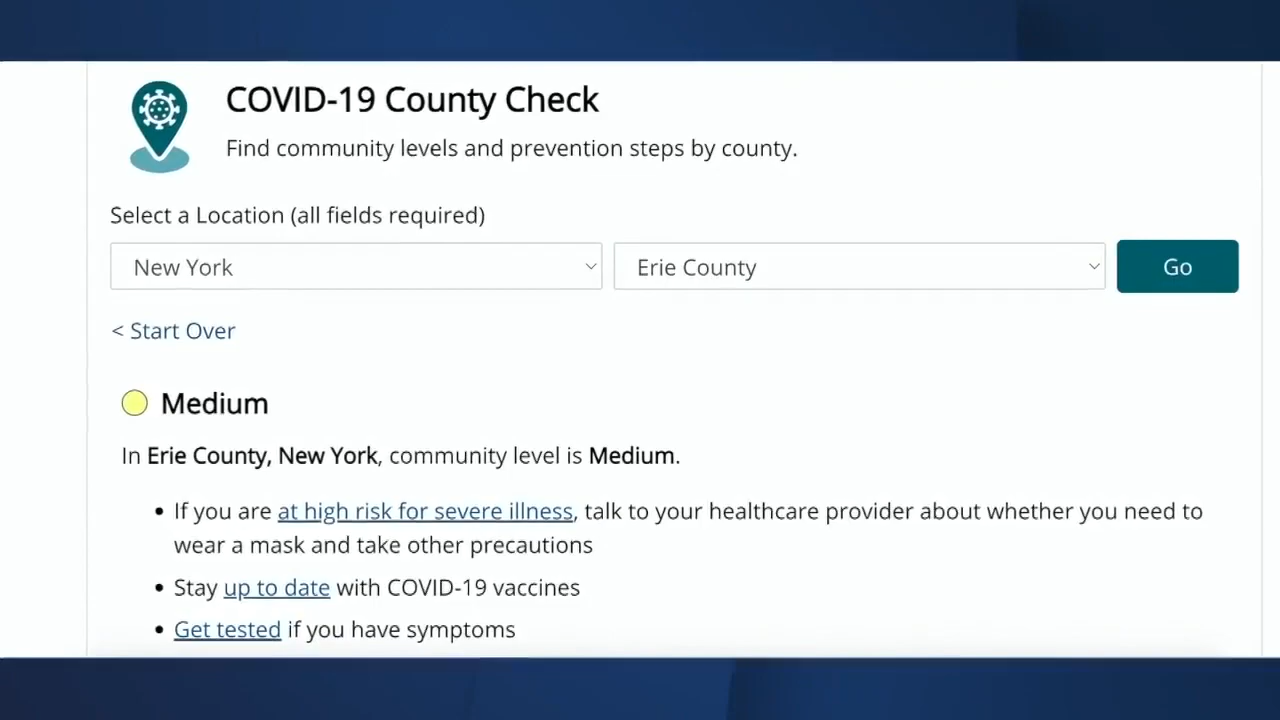 COVID-19 County Check
Find community levels and prevention steps by county.
Select a Location (all fields required)
New York
Erie County
Go
< Start Over
Medium
In Erie County, New York, community level is Medium.
• If you are at high risk for severe illness, talk to your healthcare provider about whether you need to
wear a mask and take other precautions
• Stay up to date with COVID-19 vaccines
• Get tested if you have symptoms